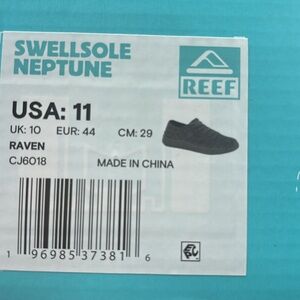 SWELLSOLE
NEPTUNE
REEF
USA: 11
UK: 10 EUR: 44 CM: 29
RAVEN
CJ6018
MADE IN CHINA
1 96985 37381 6